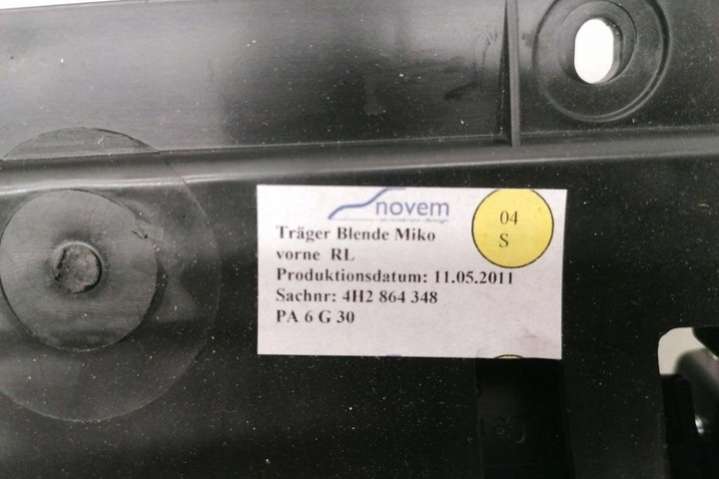 novem
04
S
Träger Blende Miko
vorne RL
Produktionsdatum: 11.05.2011
Sachnr: 4H2 864 348
PA 6 G 30